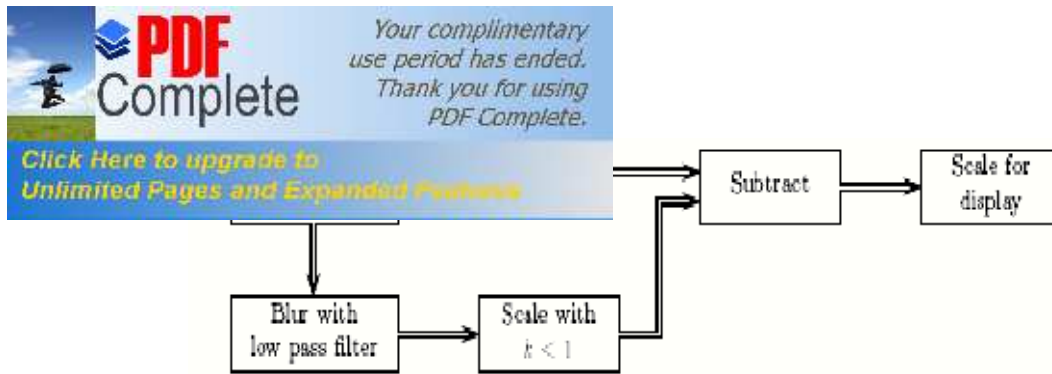 PDF
Complete
Your complimentary
use period has ended.
Thank you for using
PDF Complete.
Click Here to upgrade to
Unlimited Pages and Expanded Features
Subtract
Scale for
display
Blur with
low pass filter
Scale with
k < 1